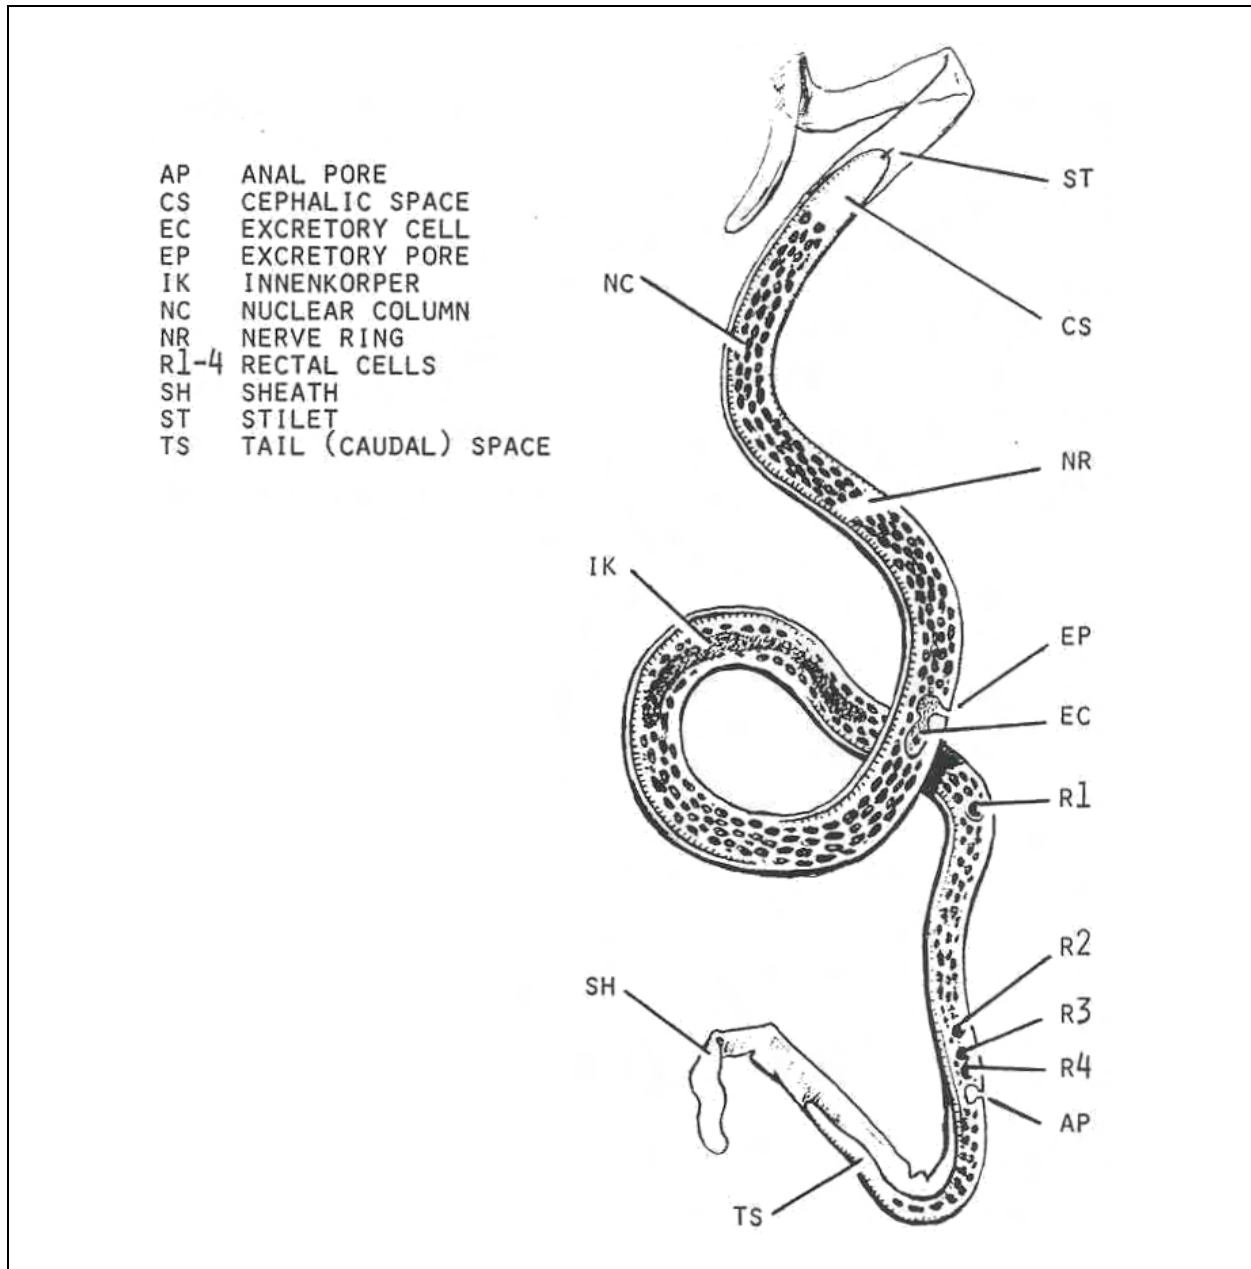 AP ANAL PORE
CS CEPHALIC SPACE
EC EXCRETORY CELL
EP EXCRETORY PORE
IK INNENKORPER
NC NUCLEAR COLUMN
NR NERVE RING
R1-4 RECTAL CELLS
SH SHEATH
ST STILET
TS TAIL (CAUDAL) SPACE
ST
NC
CS
NR
IK
EP
EC
R1
R2
SH
R3
R4
AP
TS